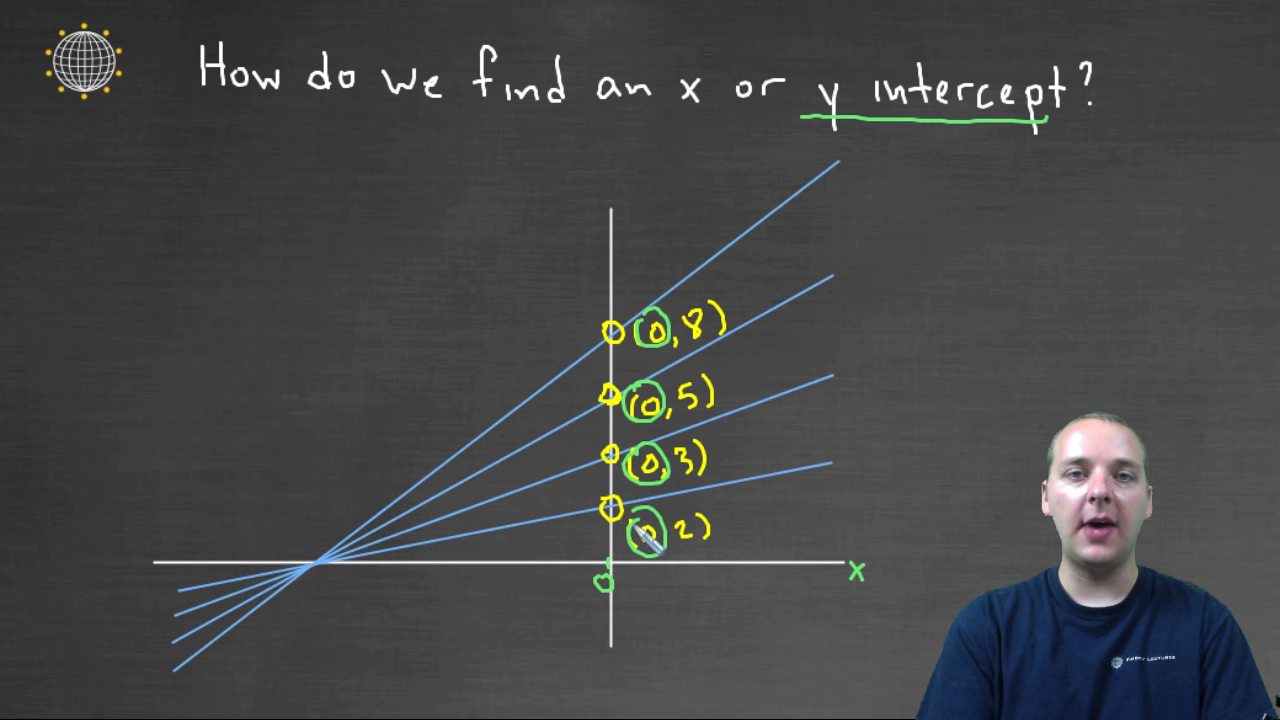 How do we find an x or y intercept?
(0,8)
(0,5)
(0,3)
(0 2)
0
x